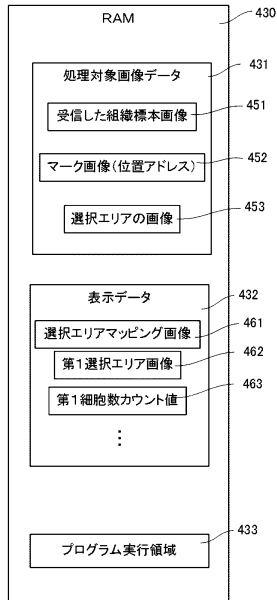 RAM
430
処理対象画像データ
431
受信した組織標本画像
451
マーク画像(位置アドレス)
452
選択エリアの画像
453
表示データ
432
選択エリアマッピング画像
461
第1選択エリア画像
462
第1細胞数カウント値
463
⋮
433
プログラム実行領域